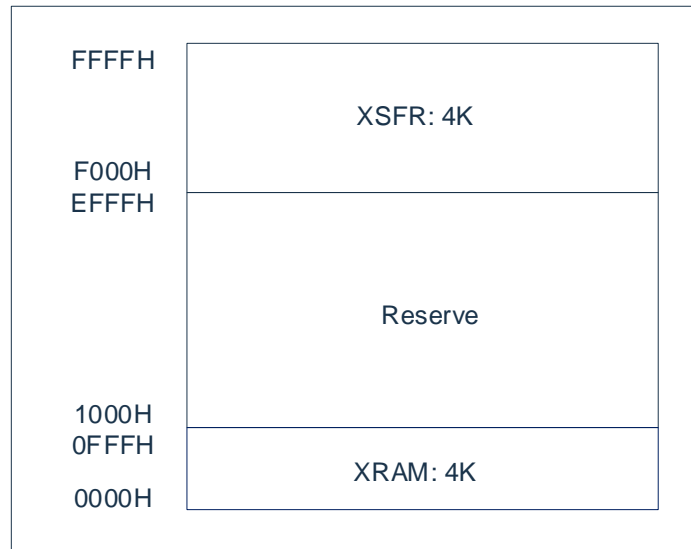 FFFFH
XSFR: 4K
F000H
EFFFH
Reserve
1000H
0FFFH
XRAM: 4K
0000H